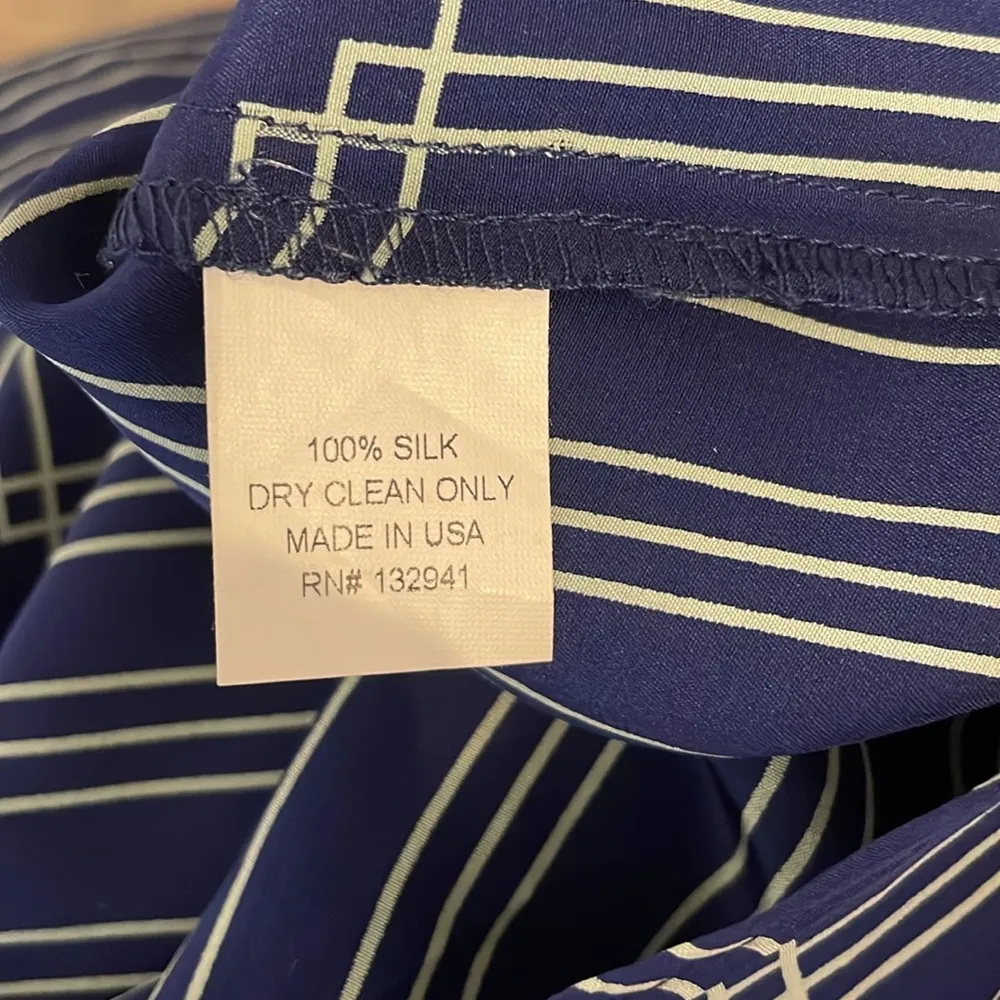 100% SILK
DRY CLEAN ONLY
MADE IN USA
RN# 132941